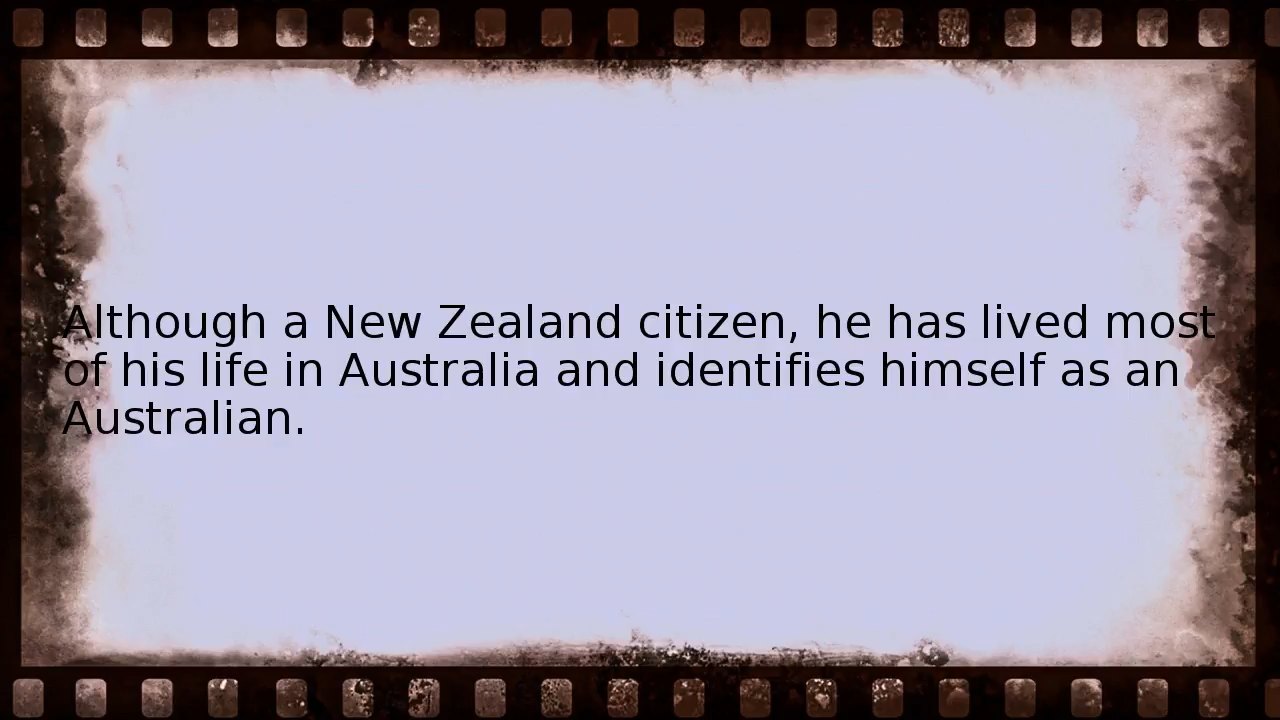 Although a New Zealand citizen, he has lived most
of his life in Australia and identifies himself as an
Australian.